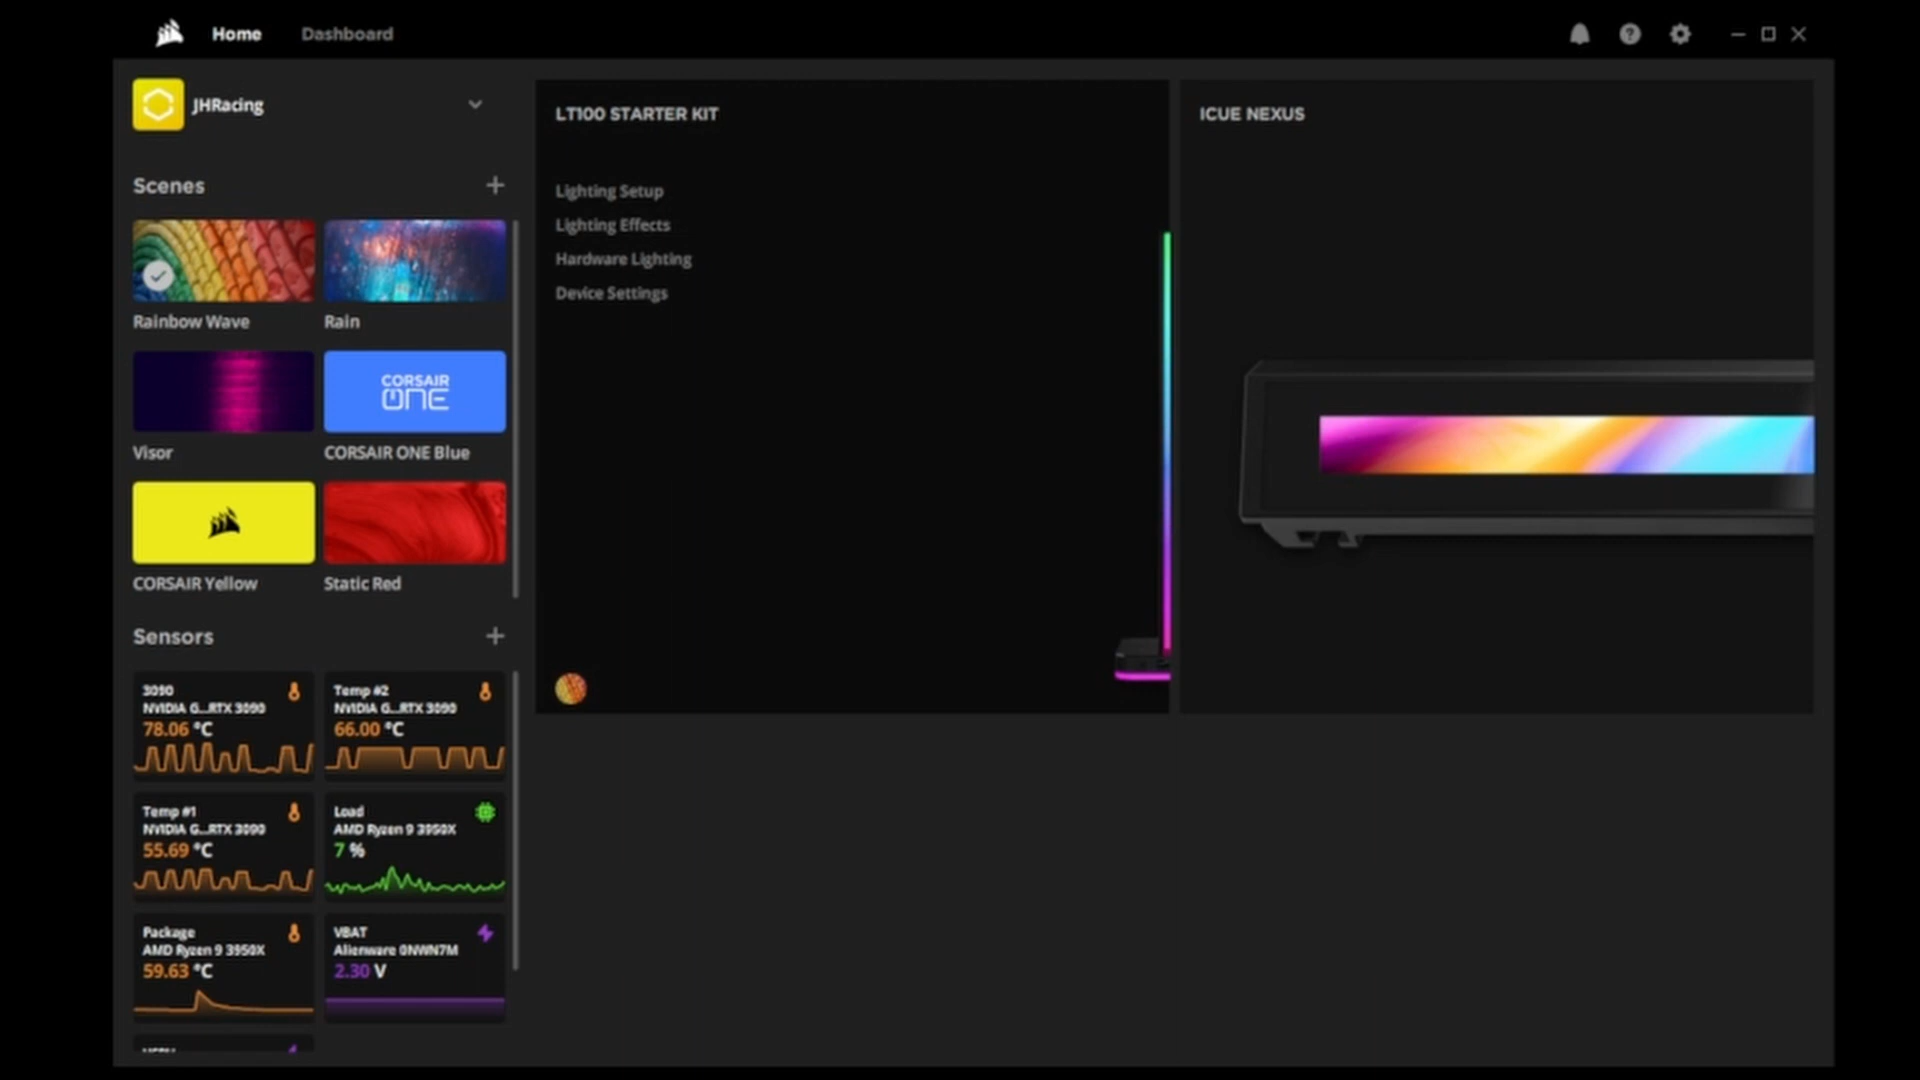 Home
Dashboard
JHRacing
Scenes
Rainbow Wave
Rain
Visor
CORSAIR
ONE
CORSAIR ONE Blue
CORSAIR Yellow
Static Red
Sensors
3090
NVIDIA G...RTX 3090
78.06 °C
Temp #2
NVIDIA G...RTX 3090
66.00 °C
Temp #1
NVIDIA G...RTX 3090
55.69 °C
Load
AMD Ryzen 9 3950X
7 %
Package
AMD Ryzen 9 3950X
59.63 °C
VBAT
Alienware 0NWN7M
2.30 V
LT100 STARTER KIT
Lighting Setup
Lighting Effects
Hardware Lighting
Device Settings
ICUE NEXUS